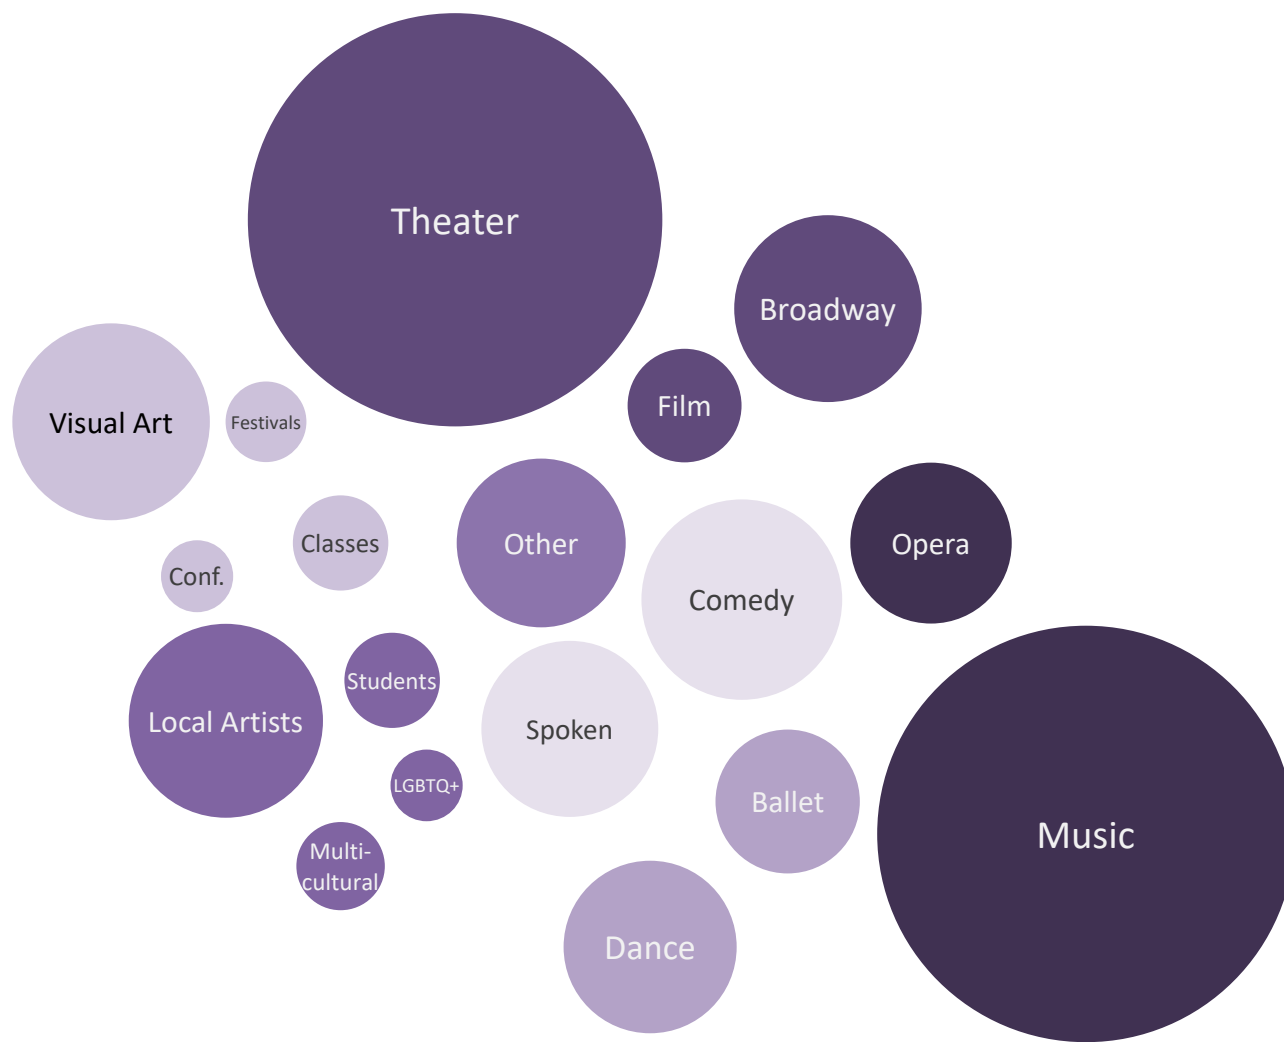 Theater
Broadway
Film
Visual Art
Festivals
Classes
Other
Opera
Conf.
Comedy
Students
Local Artists
Spoken
LGBTQ+
Ballet
Music
Multi-
cultural
Dance